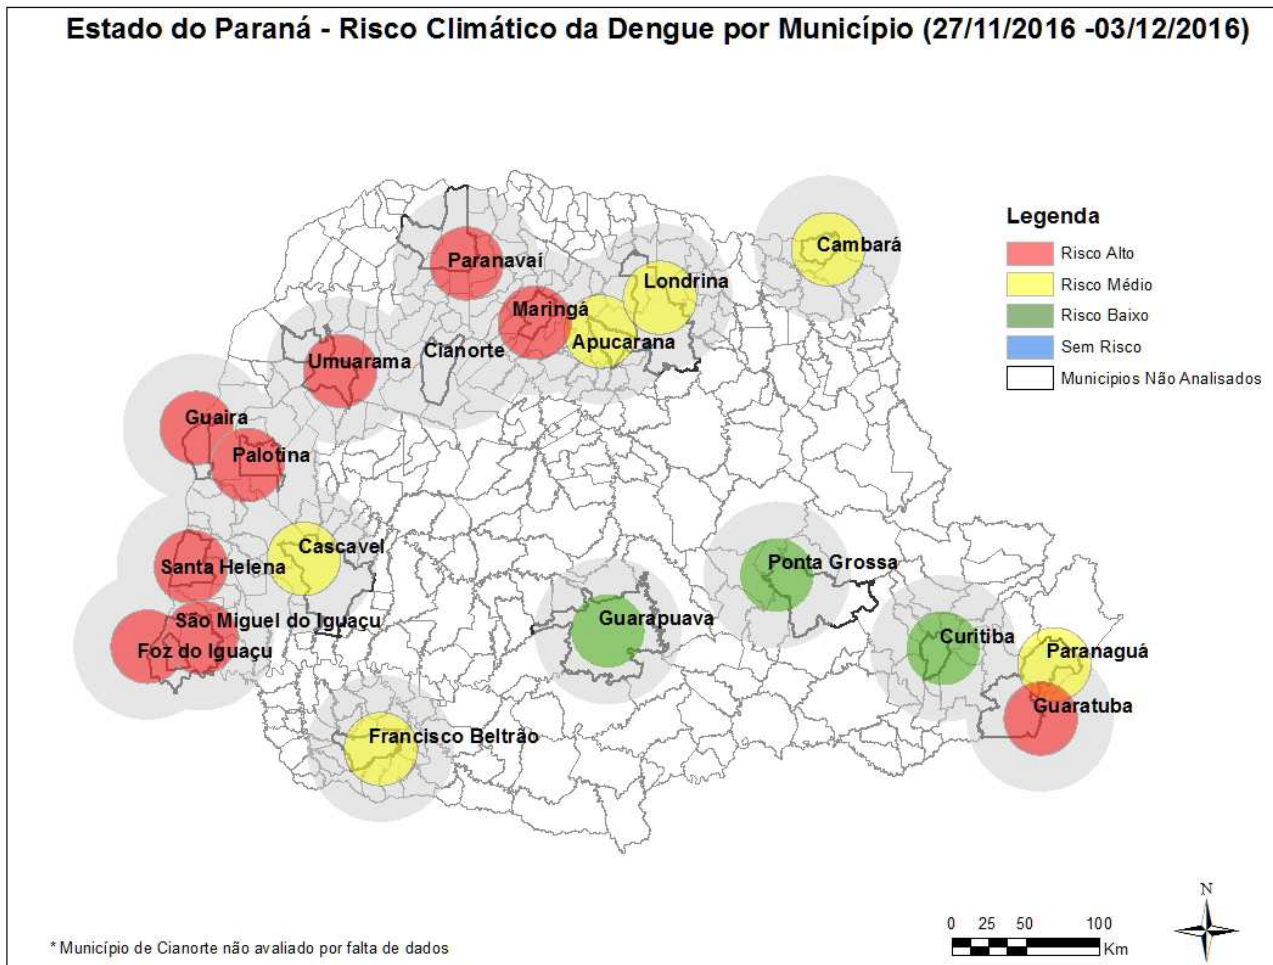 Estado do Paraná - Risco Climático da Dengue por Município (27/11/2016 -03/12/2016)
Cambará
Paranavaí
Londrina
Maringá
Apucarana
Cianorte
Umuarama
Guaira
Palotina
Cascavel
Santa Helena
São Miguel do Iguaçu
Foz do Iguaçu
Ponta Grossa
Guarapuava
Curitiba
Paranaguá
Guaratuba
Francisco Beltrão
Legenda
Risco Alto
Risco Médio
Risco Baixo
Sem Risco
Municipios Não Analisados
N
0 25 50 100
Km
* Município de Cianorte não avaliado por falta de dados